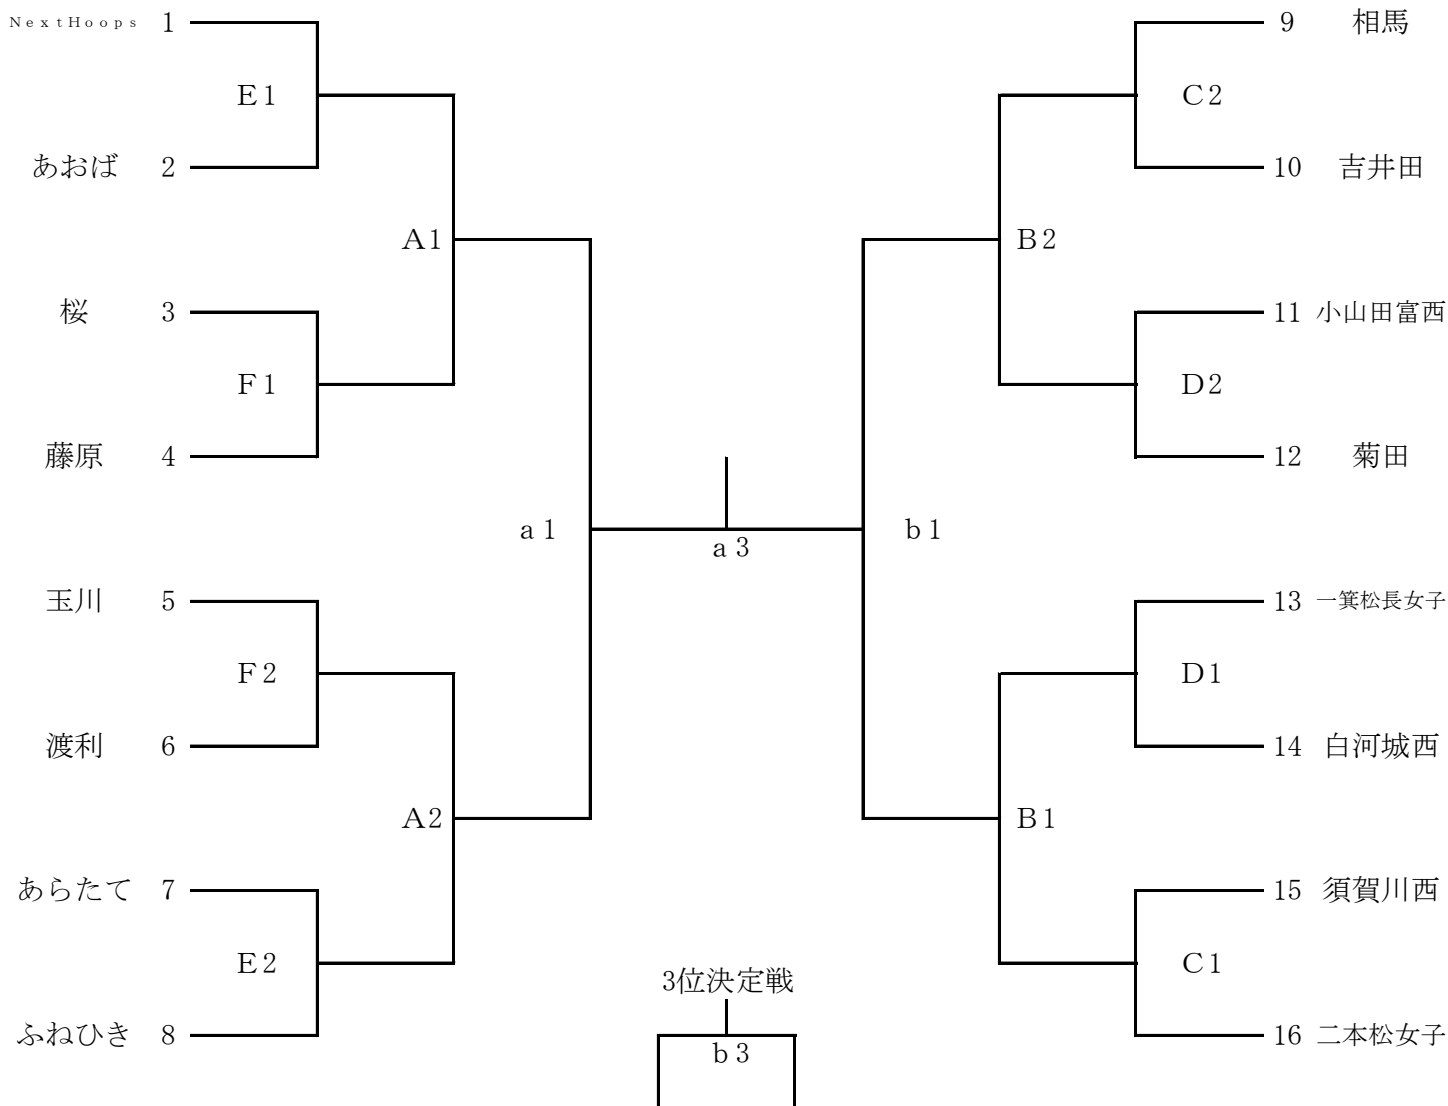 ＮｅｘｔＨｏｏｐｓ 1
Ｅ1
あおば 2
Ａ1
桜 3
Ｆ1
藤原 4
ａ1
玉川 5
Ｆ2
渡利 6
Ａ2
あらたて 7
Ｅ2
ふねひき 8
ａ3
3位決定戦
ｂ3
9 相馬
Ｃ2
10 吉井田
Ｂ2
11 小山田富西
Ｄ2
12 菊田
ｂ1
13 一箕松長女子
Ｄ1
14 白河城西
Ｂ1
15 須賀川西
Ｃ1
16 二本松女子